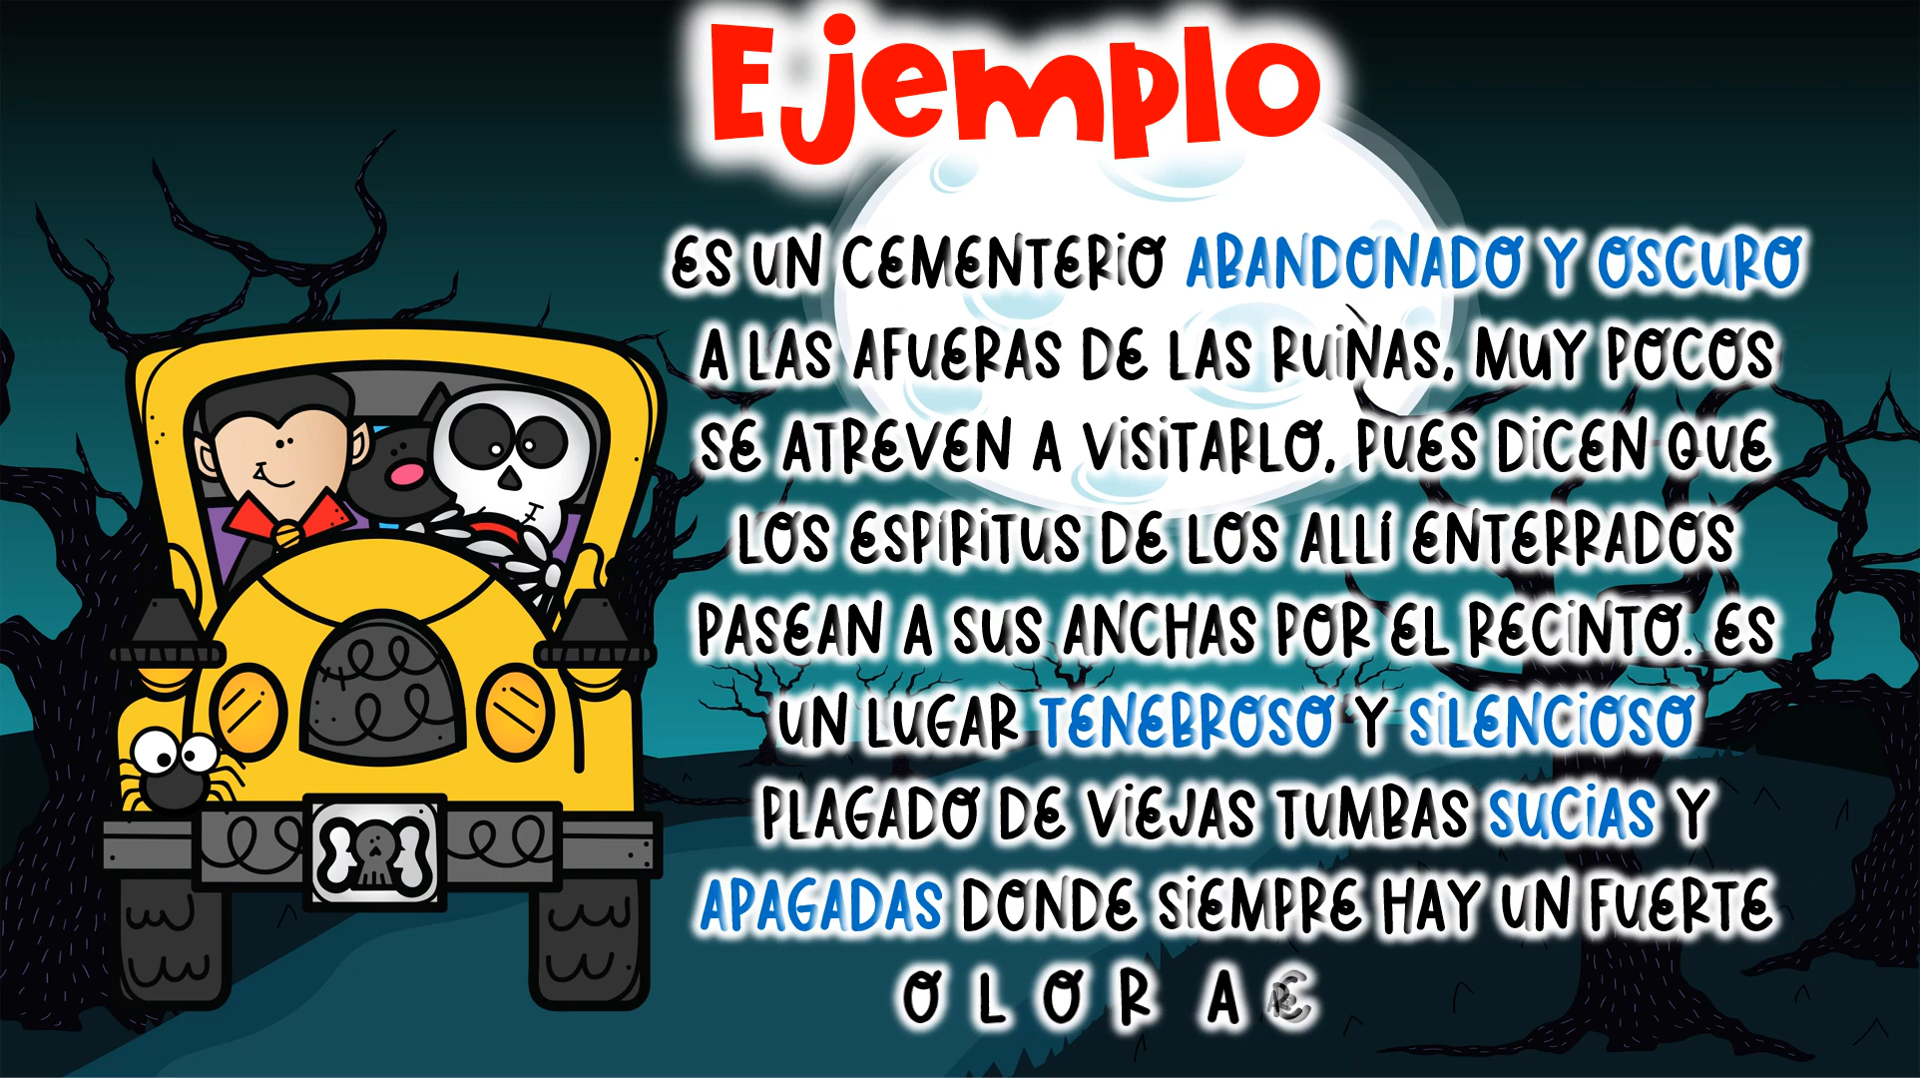 Ejemplo
ES UN CEMENTERIO ABANDONADO Y OSCURO
A LAS AFUERAS DE LAS RUINAS, MUY POCOS
SE ATREVEN A VISITARLO, PUES DICEN QUE
LOS ESPÍRITUS DE LOS ALLÍ ENTERRADOS
PASEAN A SUS ANCHAS POR EL RECINTO. ES
UN LUGAR TENEBROSO Y SILENCIOSO
PLAGADO DE VIEJAS TUMBAS SUCIAS Y
APAGADAS DONDE SIEMPRE HAY UN FUERTE
OLOR A